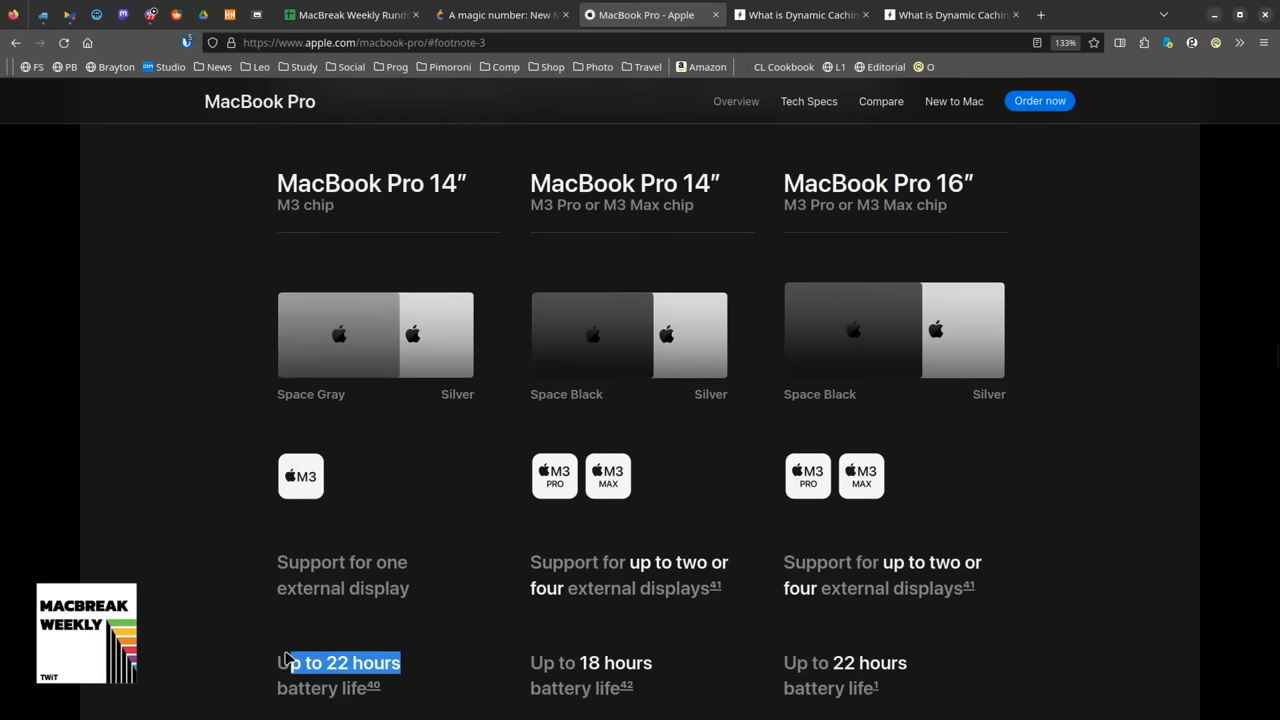 MacBreak Weekly Rund
A magic number: New M
MacBook Pro - Apple
What is Dynamic Cachin
What is Dynamic Cachin
https://www.apple.com/macbook-pro/#footnote-3
133%
FS PB Brayton Studio News Leo Study Social Prog Pimoroni Comp Shop Photo Travel Amazon CL Cookbook L1 Editorial O
MacBook Pro
Overview Tech Specs Compare New to Mac Order now
MacBook Pro 14”
M3 chip
Space Gray Silver
M3
Support for one
external display
Up to 22 hours
battery life40
MacBook Pro 14”
M3 Pro or M3 Max chip
Space Black Silver
M3 M3
PRO MAX
Support for up to two or
four external displays41
Up to 18 hours
battery life42
MacBook Pro 16”
M3 Pro or M3 Max chip
Space Black Silver
M3 M3
PRO MAX
Support for up to two or
four external displays41
Up to 22 hours
battery life1
MACBREAK
WEEKLY
TWiT